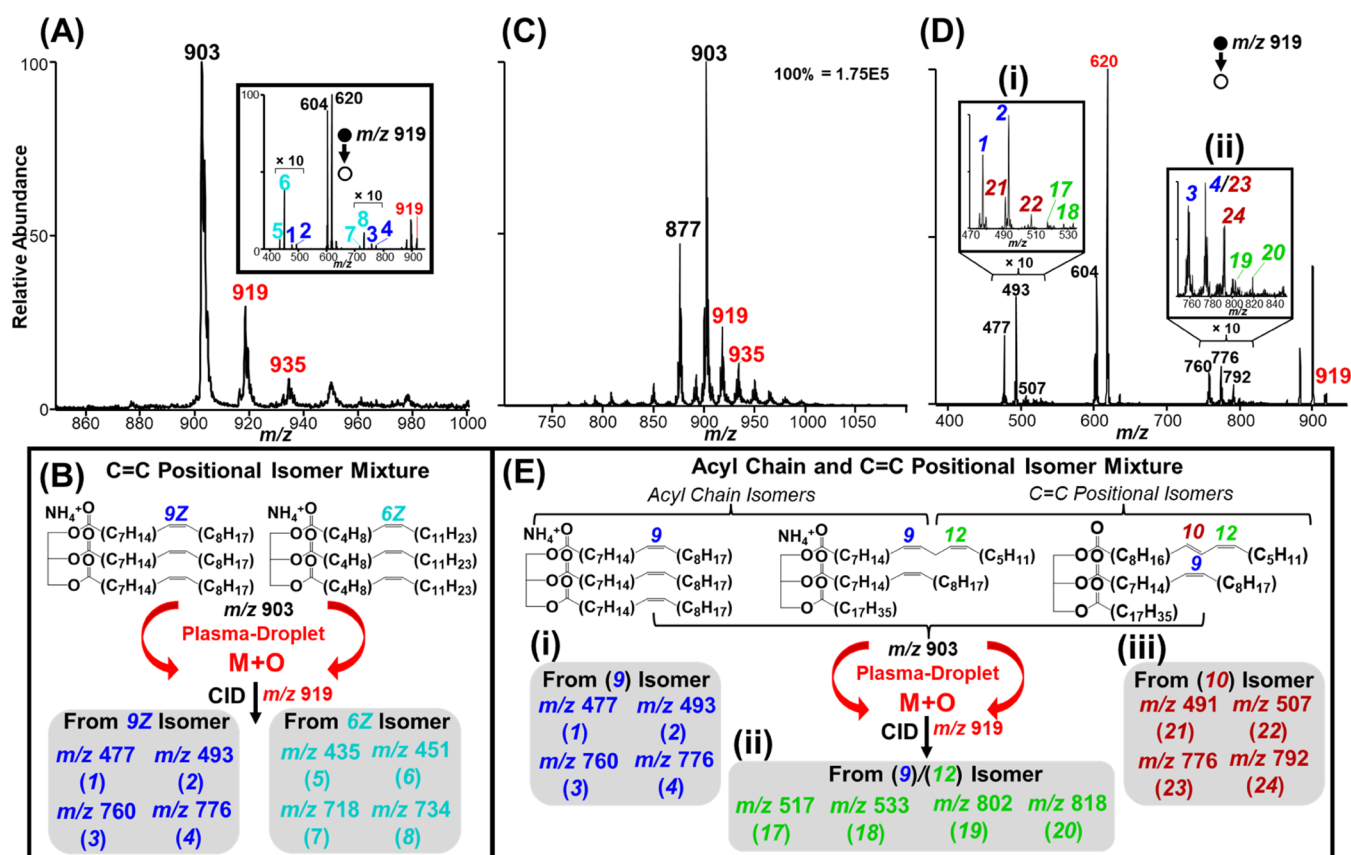 (A)
903
100
50
0
Relative Abundance
919
935
850
900
950
1000
m/z
100
50
0
604
620
m/z 919
× 10
× 10
6
5
1
2
8
7
3
4
919
400 500 600 700 800 900
m/z
(C)
903
100% = 1.75E5
877
919
935
750 800 850 900 950 1000 1050
m/z
(D)
620
m/z 919
(i)
2
1
21
22
17
18
470 490 510 530
m/z
× 10
(ii)
4/23
3
24
19
20
760 780 800 820 840
m/z
× 10
604
493
477
507
776
760
792
919
400 500 600 700 800 900
m/z
(B)
C=C Positional Isomer Mixture
NH₄⁺O
9Z
NH₄⁺O
6Z
O (C₇H₁₄) (C₈H₁₇) O (C₄H₈) (C₁₁H₂₃)
O (C₇H₁₄) (C₈H₁₇) O (C₄H₈) (C₁₁H₂₃)
O (C₇H₁₄) (C₈H₁₇) O (C₄H₈) (C₁₁H₂₃)
m/z 903
Plasma-Droplet
M+O
CID m/z 919
From 9Z Isomer
m/z 477 m/z 493
(1) (2)
m/z 760 m/z 776
(3) (4)
From 6Z Isomer
m/z 435 m/z 451
(5) (6)
m/z 718 m/z 734
(7) (8)
(E)
Acyl Chain and C=C Positional Isomer Mixture
Acyl Chain Isomers
C=C Positional Isomers
NH₄⁺O
9
O (C₇H₁₄) (C₈H₁₇)
O (C₇H₁₄) (C₈H₁₇)
O (C₇H₁₄) (C₈H₁₇)
NH₄⁺O
9 12
O (C₇H₁₄) (C₅H₁₁)
O (C₇H₁₄) (C₈H₁₇)
O (C₁₇H₃₅)
O
10 12
O (C₈H₁₆) (C₅H₁₁)
9
O (C₇H₁₄) (C₈H₁₇)
O (C₁₇H₃₅)
m/z 903
Plasma-Droplet
M+O
CID m/z 919
(i)
From (9) Isomer
m/z 477 m/z 493
(1) (2)
m/z 760 m/z 776
(3) (4)
(ii)
From (9)/(12) Isomer
m/z 517 m/z 533 m/z 802 m/z 818
(17) (18) (19) (20)
(iii)
From (10) Isomer
m/z 491 m/z 507
(21) (22)
m/z 776 m/z 792
(23) (24)